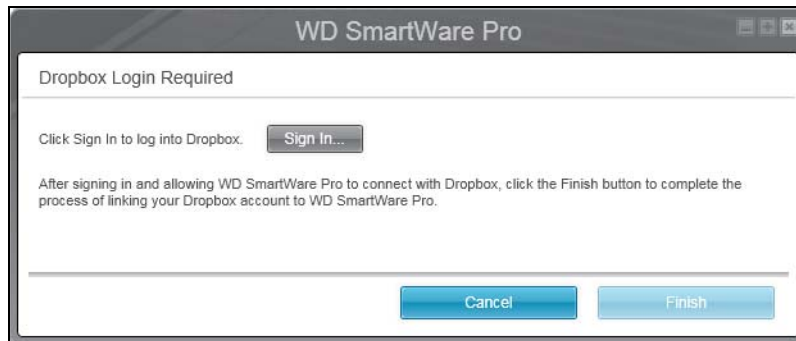 WD SmartWare Pro
Dropbox Login Required
Click Sign In to log into Dropbox. Sign In...
After signing in and allowing WD SmartWare Pro to connect with Dropbox, click the Finish button to complete the
process of linking your Dropbox account to WD SmartWare Pro.
Cancel Finish